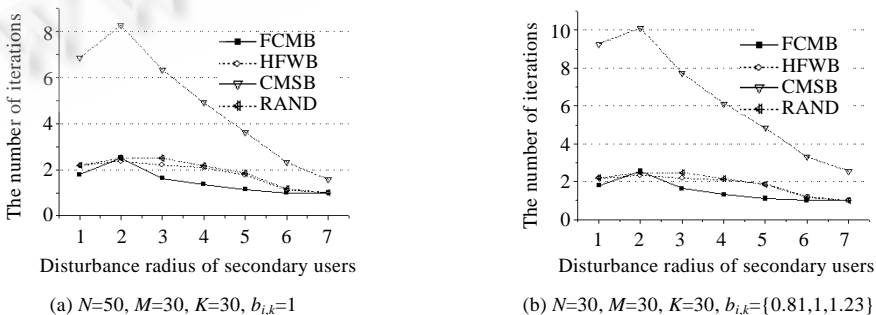 The number of iterations
8
6
4
2
0
FCMB
HFWB
CMSB
RAND
1 2 3 4 5 6 7
Disturbance radius of secondary users
(a) N=50, M=30, K=30, b_{i,k}=1
The number of iterations
10
8
6
4
2
0
FCMB
HFWB
CMSB
RAND
1 2 3 4 5 6 7
Disturbance radius of secondary users
(b) N=30, M=30, K=30, b_{i,k}={0.81,1,1.23}